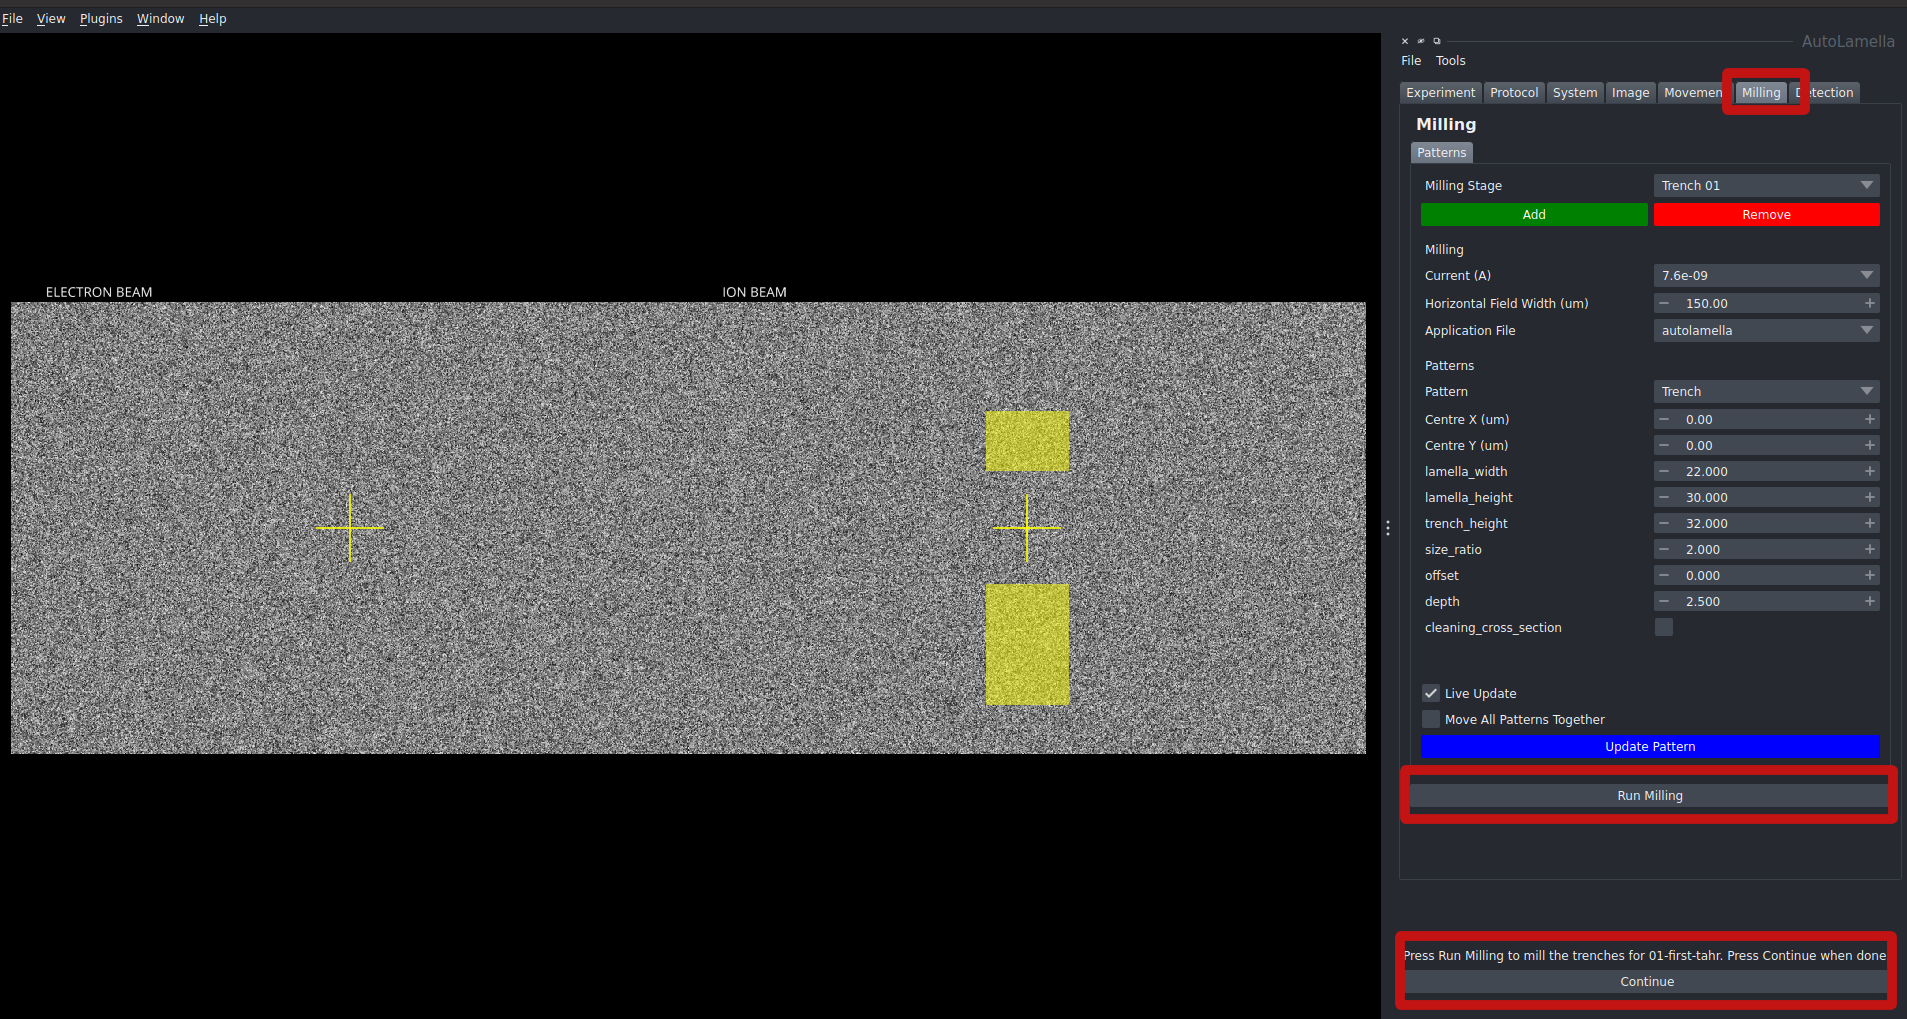 File View Plugins Window Help
AutoLamella
File Tools
Experiment Protocol System Image Movemen Milling Detection
Milling
Patterns
Milling Stage Trench 01
Add Remove
Milling
Current (A) 7.6e-09
Horizontal Field Width (um) − 150.00 +
Application File autolamella
Patterns
Pattern Trench
Centre X (um) − 0.00 +
Centre Y (um) − 0.00 +
lamella_width − 22.000 +
lamella_height − 30.000 +
trench_height − 32.000 +
size_ratio − 2.000 +
offset − 0.000 +
depth − 2.500 +
cleaning_cross_section
Live Update
Move All Patterns Together
Update Pattern
Run Milling
Press Run Milling to mill the trenches for 01-first-tahr. Press Continue when done
Continue
ELECTRON BEAM
ION BEAM